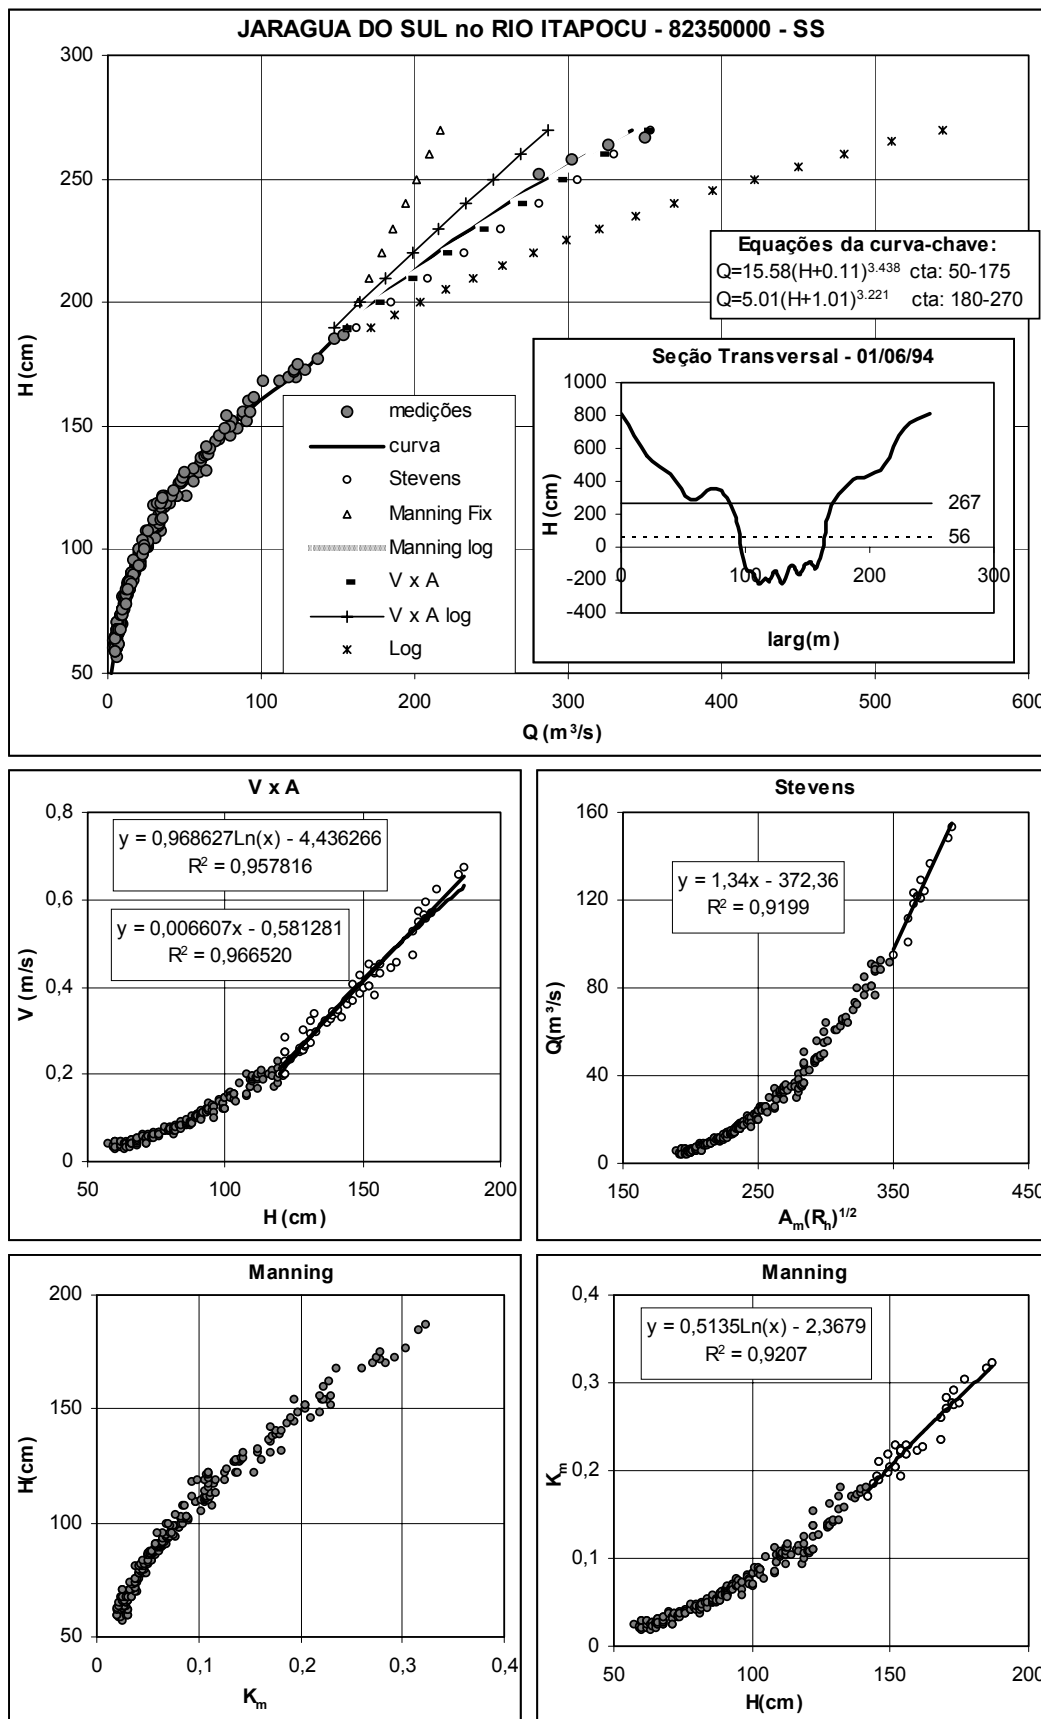 JARAGUA DO SUL no RIO ITAPOCU - 82350000 - SS
300
250
200
150
100
50
H (cm)
0 100 200 300 400 500 600
Q (m³/s)
Equações da curva-chave:
Q=15.58(H+0.11)^3.438 cta: 50-175
Q=5.01(H+1.01)^3.221 cta: 180-270
medições
curva
Stevens
Manning Fix
Manning log
V x A
V x A log
Log
Seção Transversal - 01/06/94
1000
800
600
400
200
0
-200
-400
H (cm)
267
56
0 100 200 300
larg(m)
V x A
0,8
0,6
0,4
0,2
0
V (m/s)
y = 0,968627Ln(x) - 4,436266
R² = 0,957816
y = 0,006607x - 0,581281
R² = 0,966520
50 100 150 200
H (cm)
Stevens
160
120
80
40
0
Q(m³/s)
y = 1,34x - 372,36
R² = 0,9199
150 250 350 450
Am(Rh)^1/2
Manning
200
150
100
50
H(cm)
0 0,1 0,2 0,3 0,4
Km
Manning
0,4
0,3
0,2
0,1
0
Km
y = 0,5135Ln(x) - 2,3679
R² = 0,9207
50 100 150 200
H(cm)